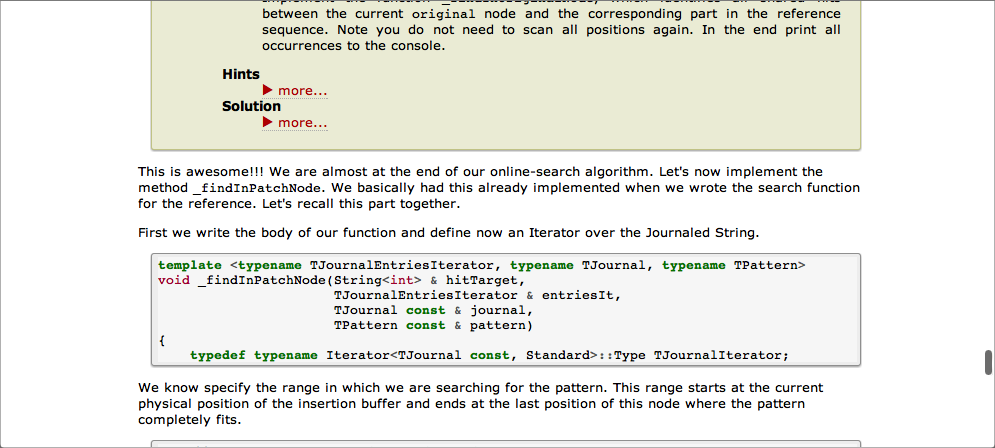 between the current original node and the corresponding part in the reference
sequence. Note you do not need to scan all positions again. In the end print all
occurrences to the console.
Hints
▶ more...
Solution
▶ more...
This is awesome!!! We are almost at the end of our online-search algorithm. Let's now implement the
method _findInPatchNode. We basically had this already implemented when we wrote the search function
for the reference. Let's recall this part together.
First we write the body of our function and define now an Iterator over the Journaled String.
template <typename TJournalEntriesIterator, typename TJournal, typename TPattern>
void _findInPatchNode(String<int> & hitTarget,
TJournalEntriesIterator & entriesIt,
TJournal const & journal,
TPattern const & pattern)
{
typedef typename Iterator<TJournal const, Standard>::Type TJournalIterator;
We know specify the range in which we are searching for the pattern. This range starts at the current
physical position of the insertion buffer and ends at the last position of this node where the pattern
completely fits.